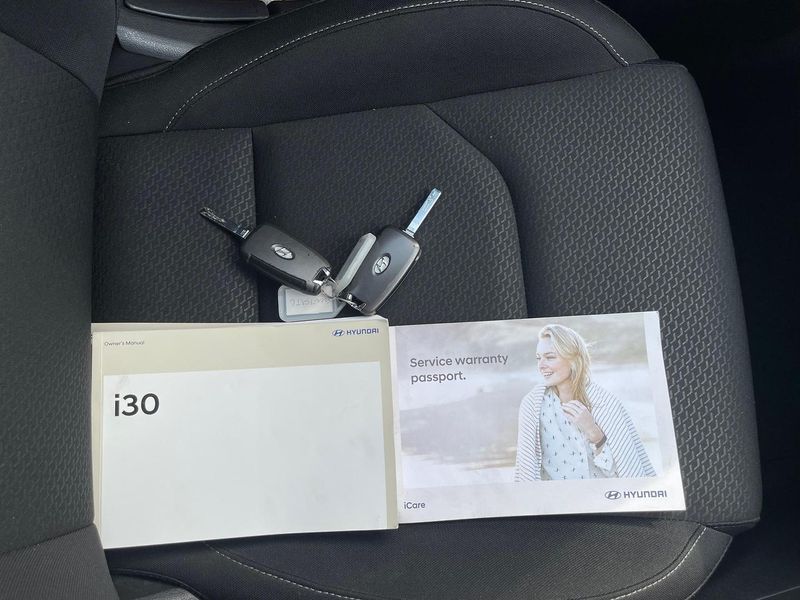 Owner's Manual
HYUNDAI
i30
Service warranty
passport.
iCare
HYUNDAI